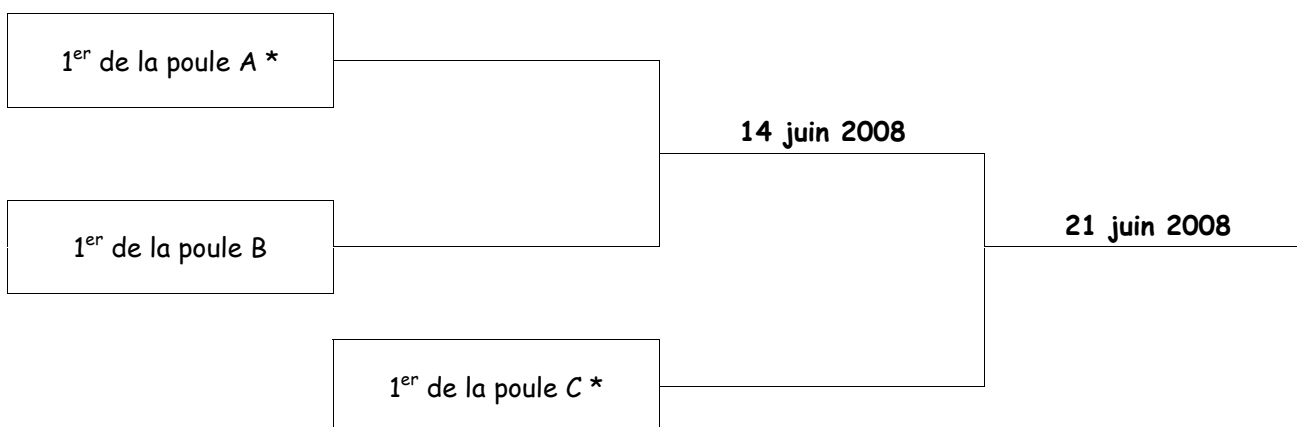 1er de la poule A *
14 juin 2008
1er de la poule B
21 juin 2008
1er de la poule C *